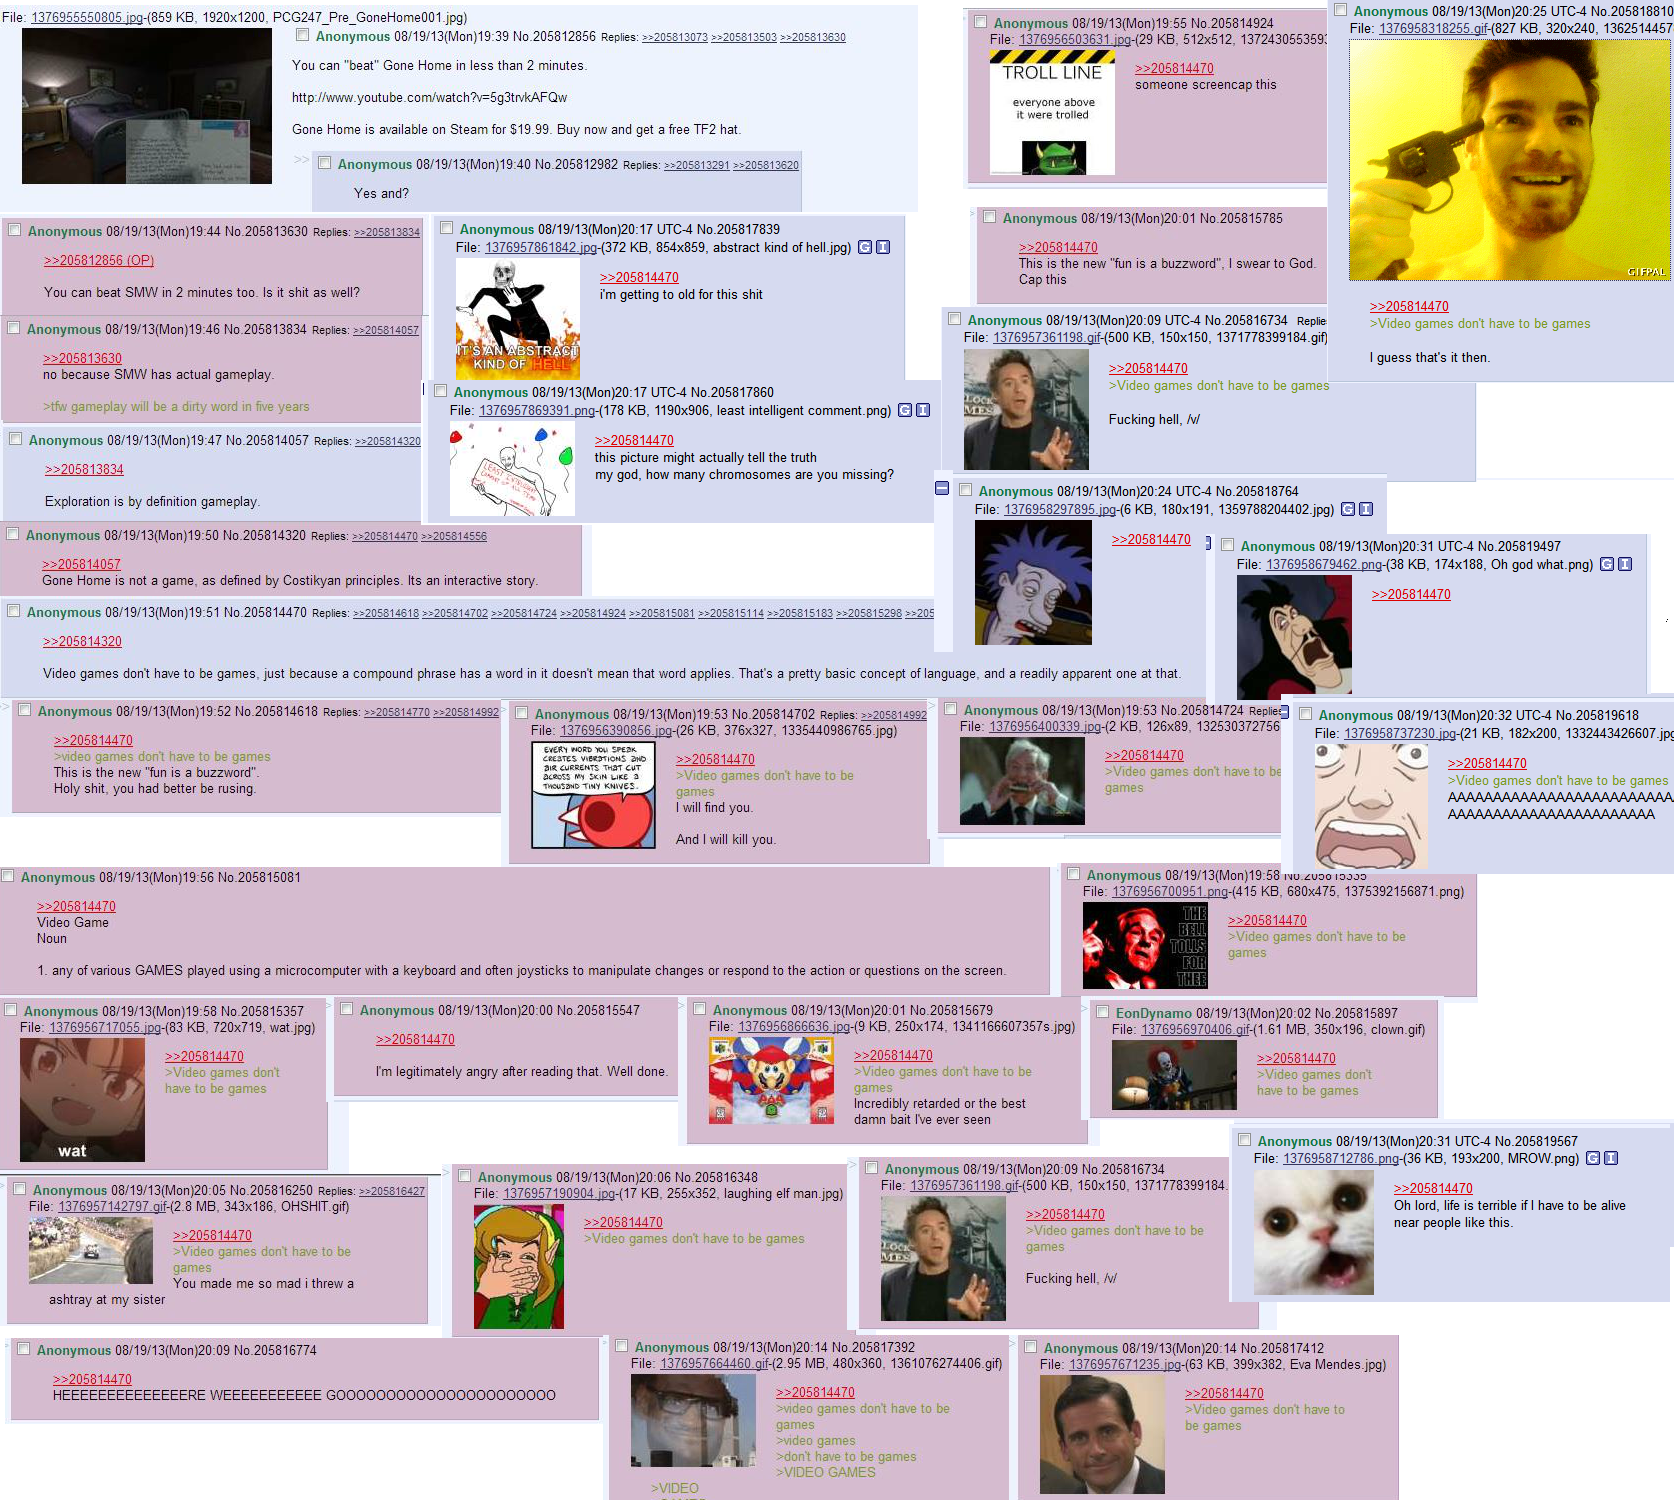 File: 1376955550805.jpg-(859 KB, 1920x1200, PCG247_Pre_GoneHome001.jpg)
Anonymous 08/19/13(Mon)19:39 No.205812856 Replies: >>205813073 >>205813503 >>205813630
You can "beat" Gone Home in less than 2 minutes.
http://www.youtube.com/watch?v=5g3trvkAFQw
Gone Home is available on Steam for $19.99. Buy now and get a free TF2 hat.
>> Anonymous 08/19/13(Mon)19:40 No.205812982 Replies: >>205813291 >>205813620
Yes and?
Anonymous 08/19/13(Mon)19:44 No.205813630 Replies: >>205813834
>>205812856 (OP)
You can beat SMW in 2 minutes too. Is it shit as well?
Anonymous 08/19/13(Mon)19:46 No.205813834 Replies: >>205814057
>>205813630
no because SMW has actual gameplay.
>tfw gameplay will be a dirty word in five years
Anonymous 08/19/13(Mon)19:47 No.205814057 Replies: >>205814320
>>205813834
Exploration is by definition gameplay.
Anonymous 08/19/13(Mon)19:50 No.205814320 Replies: >>205814470 >>205814556
>>205814057
Gone Home is not a game, as defined by Costikyan principles. Its an interactive story.
Anonymous 08/19/13(Mon)19:51 No.205814470 Replies: >>205814618 >>205814702 >>205814724 >>205814924 >>205815081 >>205815114 >>205815183 >>205815298 >>205
>>205814320
Video games don't have to be games, just because a compound phrase has a word in it doesn't mean that word applies. That's a pretty basic concept of language, and a readily apparent one at that.
Anonymous 08/19/13(Mon)20:17 UTC-4 No.205817839
File: 1376957861842.jpg-(372 KB, 854x859, abstract kind of hell.jpg) G I
>>205814470
i'm getting to old for this shit
IT'S AN ABSTRACT
KIND OF HELL
Anonymous 08/19/13(Mon)20:17 UTC-4 No.205817860
File: 1376957869391.png-(178 KB, 1190x906, least intelligent comment.png) G I
>>205814470
this picture might actually tell the truth
my god, how many chromosomes are you missing?
Anonymous 08/19/13(Mon)19:55 No.205814924
File: 1376956503631.jpg-(29 KB, 512x512, 1372430553593
TROLL LINE
everyone above
it were trolled
>>205814470
someone screencap this
Anonymous 08/19/13(Mon)20:01 No.205815785
>>205814470
This is the new "fun is a buzzword", I swear to God.
Cap this
Anonymous 08/19/13(Mon)20:09 UTC-4 No.205816734 Replie
File: 1376957361198.gif-(500 KB, 150x150, 1371778399184.gif)
>>205814470
>Video games don't have to be games
Fucking hell, /v/
Anonymous 08/19/13(Mon)20:25 UTC-4 No.205818810
File: 1376958318255.gif-(827 KB, 320x240, 1362514457
GIFPAL
>>205814470
>Video games don't have to be games
I guess that's it then.
Anonymous 08/19/13(Mon)20:24 UTC-4 No.205818764
File: 1376958297895.jpg-(6 KB, 180x191, 1359788204402.jpg) G I
>>205814470
Anonymous 08/19/13(Mon)20:31 UTC-4 No.205819497
File: 1376958679462.png-(38 KB, 174x188, Oh god what.png) G I
>>205814470
>> Anonymous 08/19/13(Mon)19:52 No.205814618 Replies: >>205814770 >>205814992
>>205814470
>video games don't have to be games
This is the new "fun is a buzzword".
Holy shit, you had better be rusing.
Anonymous 08/19/13(Mon)19:53 No.205814702 Replies: >>205814992
File: 1376956390856.jpg-(26 KB, 376x327, 1335440986765.jpg)
EVERY WORD YOU SPEAK
CREATES VIBRATIONS AND
AIR CURRENTS THAT CUT
ACROSS MY SKIN LIKE A
THOUSAND TINY KNIVES.
>>205814470
>Video games don't have to be
games
I will find you.
And I will kill you.
Anonymous 08/19/13(Mon)19:53 No.205814724 Replies
File: 1376956400339.jpg-(2 KB, 126x89, 132530372756
>>205814470
>Video games don't have to be
games
Anonymous 08/19/13(Mon)20:32 UTC-4 No.205819618
File: 1376958737230.jpg-(21 KB, 182x200, 1332443426607.jpg
>>205814470
>Video games don't have to be games
AAAAAAAAAAAAAAAAAAAAAAAAA
AAAAAAAAAAAAAAAAAAAAAAA
Anonymous 08/19/13(Mon)19:56 No.205815081
>>205814470
Video Game
Noun
1. any of various GAMES played using a microcomputer with a keyboard and often joysticks to manipulate changes or respond to the action or questions on the screen.
Anonymous 08/19/13(Mon)19:58 No.205815335
File: 1376956700951.png-(415 KB, 680x475, 1375392156871.png)
THE
BELL
TOLLS
FOR
THEE
>>205814470
>Video games don't have to be
games
Anonymous 08/19/13(Mon)19:58 No.205815357
File: 1376956717055.jpg-(83 KB, 720x719, wat.jpg)
>>205814470
>Video games don't
have to be games
wat
Anonymous 08/19/13(Mon)20:00 No.205815547
>>205814470
I'm legitimately angry after reading that. Well done.
Anonymous 08/19/13(Mon)20:01 No.205815679
File: 1376956866636.jpg-(9 KB, 250x174, 1341166607357s.jpg)
>>205814470
>Video games don't have to be
games
Incredibly retarded or the best
damn bait I've ever seen
EonDynamo 08/19/13(Mon)20:02 No.205815897
File: 1376956970406.gif-(1.61 MB, 350x196, clown.gif)
>>205814470
>Video games don't
have to be games
Anonymous 08/19/13(Mon)20:05 No.205816250 Replies: >>205816427
File: 1376957142797.gif-(2.8 MB, 343x186, OHSHIT.gif)
>>205814470
>Video games don't have to be
games
You made me so mad i threw a
ashtray at my sister
Anonymous 08/19/13(Mon)20:06 No.205816348
File: 1376957190904.jpg-(17 KB, 255x352, laughing elf man.jpg)
>>205814470
>Video games don't have to be games
Anonymous 08/19/13(Mon)20:09 No.205816734
File: 1376957361198.gif-(500 KB, 150x150, 1371778399184.
>>205814470
>Video games don't have to be
games
Fucking hell, /v/
Anonymous 08/19/13(Mon)20:31 UTC-4 No.205819567
File: 1376958712786.png-(36 KB, 193x200, MROW.png) G I
>>205814470
Oh lord, life is terrible if I have to be alive
near people like this.
Anonymous 08/19/13(Mon)20:09 No.205816774
>>205814470
HEEEEEEEEEEEEEERE WEEEEEEEEEEE GOOOOOOOOOOOOOOOOOOOOOO
Anonymous 08/19/13(Mon)20:14 No.205817392
File: 1376957664460.gif-(2.95 MB, 480x360, 1361076274406.gif)
>>205814470
>video games don't have to be
games
>video games
>don't have to be games
>VIDEO GAMES
>VIDEO
Anonymous 08/19/13(Mon)20:14 No.205817412
File: 1376957671235.jpg-(63 KB, 399x382, Eva Mendes.jpg)
>>205814470
>Video games don't have to
be games